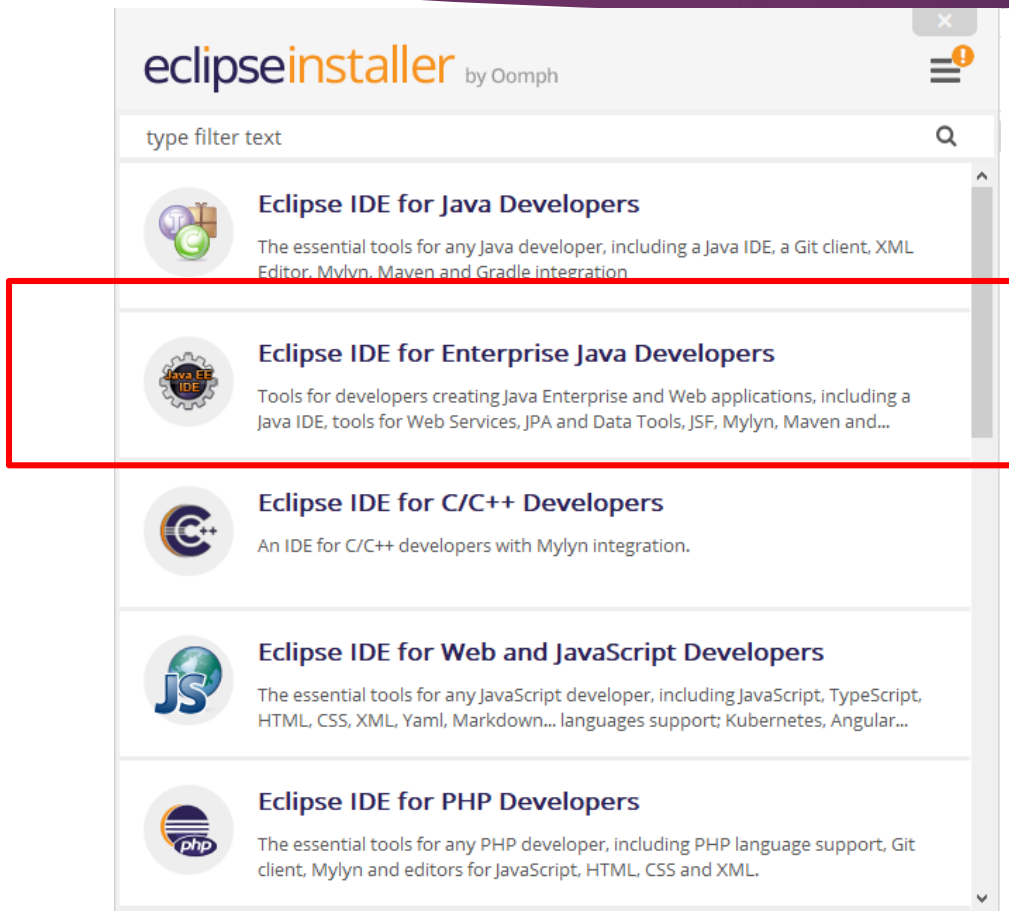 eclipseinstaller by Oomph
type filter text
Eclipse IDE for Java Developers
The essential tools for any Java developer, including a Java IDE, a Git client, XML
Editor, Mylyn, Maven and Gradle integration
Java EE
IDE
Eclipse IDE for Enterprise Java Developers
Tools for developers creating Java Enterprise and Web applications, including a
Java IDE, tools for Web Services, JPA and Data Tools, JSF, Mylyn, Maven and...
C++
Eclipse IDE for C/C++ Developers
An IDE for C/C++ developers with Mylyn integration.
JS
Eclipse IDE for Web and JavaScript Developers
The essential tools for any JavaScript developer, including JavaScript, TypeScript,
HTML, CSS, XML, Yaml, Markdown... languages support; Kubernetes, Angular...
php
Eclipse IDE for PHP Developers
The essential tools for any PHP developer, including PHP language support, Git
client, Mylyn and editors for JavaScript, HTML, CSS and XML.